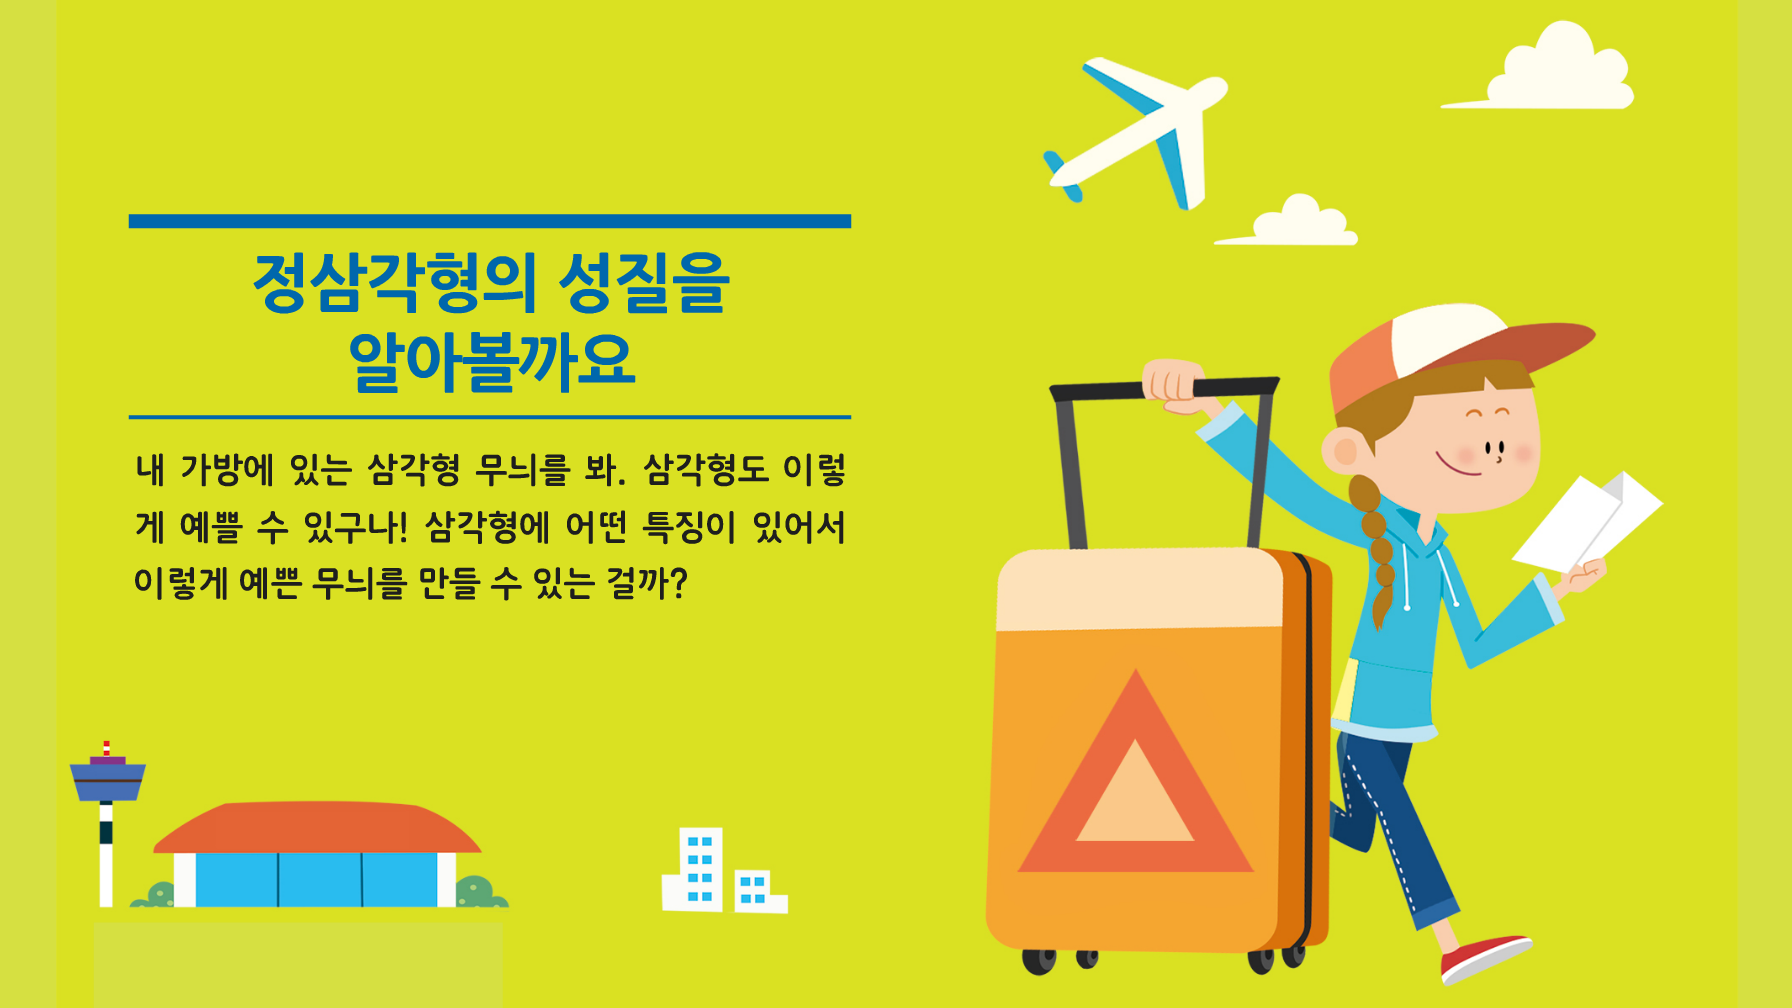 정삼각형의 성질을
알아볼까요
내 가방에 있는 삼각형 무늬를 봐. 삼각형도 이렇
게 예쁠 수 있구나! 삼각형에 어떤 특징이 있어서
이렇게 예쁜 무늬를 만들 수 있는 걸까?